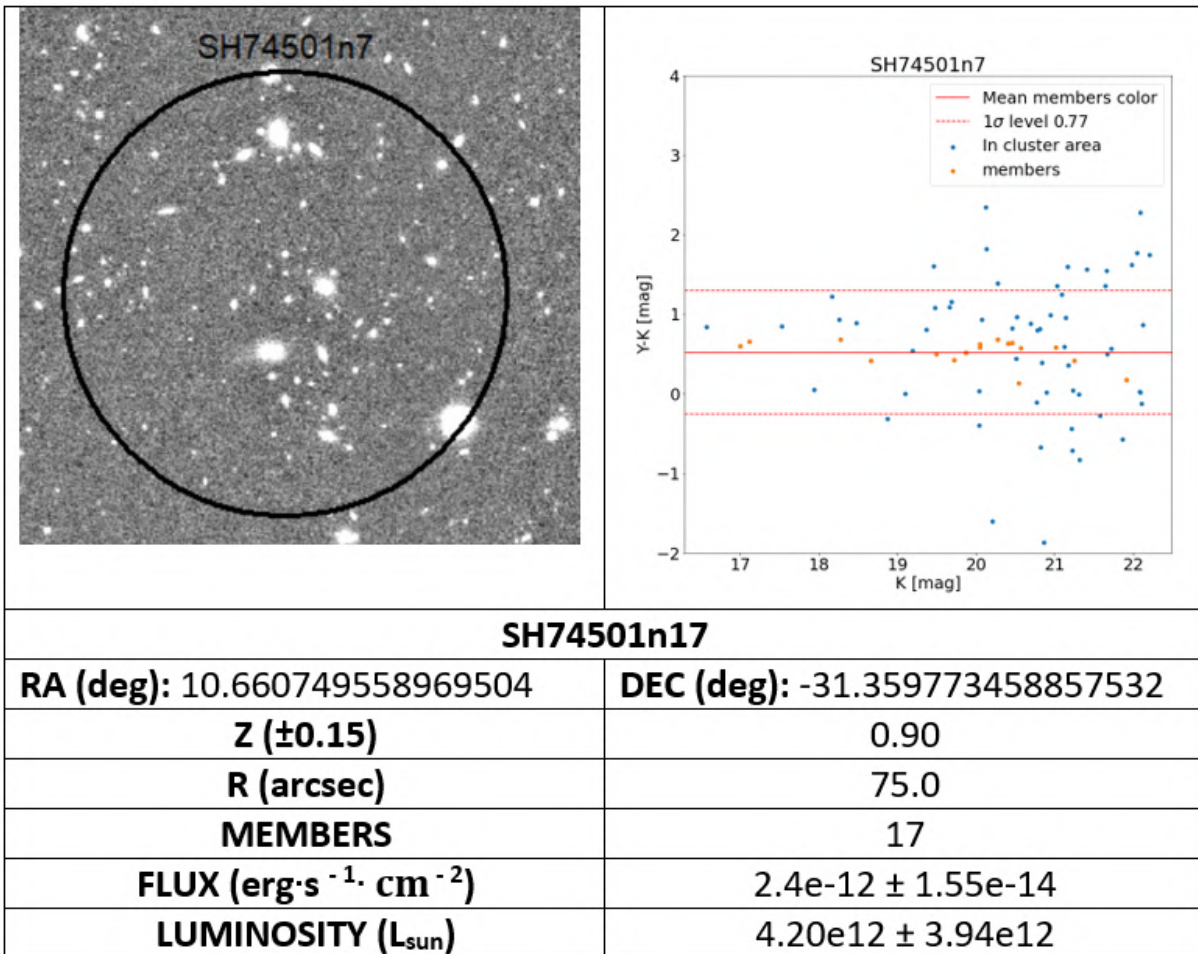 SH74501n7
SH74501n7
Mean members color
1σ level 0.77
In cluster area
members
4
3
2
1
0
−1
−2
Y-K [mag]
17 18 19 20 21 22
K [mag]
SH74501n17
RA (deg): 10.660749558969504 DEC (deg): -31.359773458857532
Z (±0.15) 0.90
R (arcsec) 75.0
MEMBERS 17
FLUX (erg·s⁻¹· cm⁻²) 2.4e-12 ± 1.55e-14
LUMINOSITY (Lsun) 4.20e12 ± 3.94e12